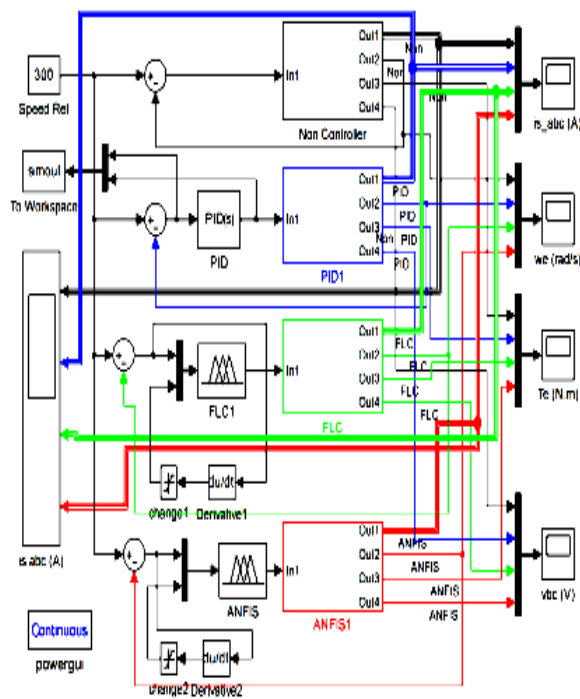 300
Speed Ref
In1
Out1
Out2
Out3
Out4
Non Controller
Non
Non
Non
is_abc (A)
simout
To Workspace
PID(s)
PID
In1
Out1
Out2
Out3
Out4
PID1
PID
PID
PID
PID
Non
we (rad/s)
FLC1
In1
Out1
Out2
Out3
Out4
FLC
FLC
FLC
FLC
FLC
Te (N.m)
change1
du/dt
Derivative1
is abc (A)
ANFIS
In1
Out1
Out2
Out3
Out4
ANFIS1
ANFIS
ANFIS
ANFIS
ANFIS
vbc (V)
Continuous
powergui
change2
du/dt
Derivative2